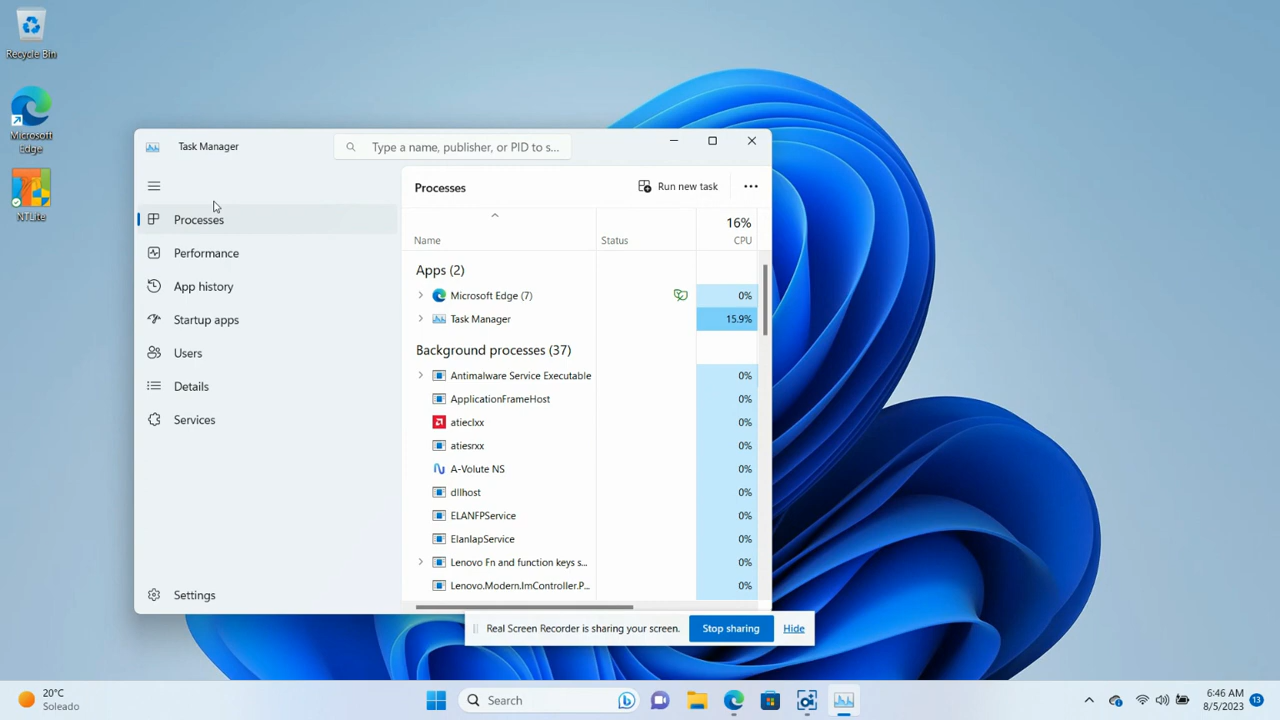 Recycle Bin
Microsoft
Edge
NTLite
Task Manager
Type a name, publisher, or PID to s...
Processes
Performance
App history
Startup apps
Users
Details
Services
Settings
Processes
Run new task
16%
Name
Status
CPU
Apps (2)
Microsoft Edge (7)
0%
Task Manager
15.9%
Background processes (37)
Antimalware Service Executable
0%
ApplicationFrameHost
0%
atieclxx
0%
atiesrxx
0%
A-Volute NS
0%
dllhost
0%
ELANFPService
0%
ElanIapService
0%
Lenovo Fn and function keys s...
0%
Lenovo.Modern.ImController.P...
0%
Real Screen Recorder is sharing your screen.
Stop sharing
Hide
20°C
Soleado
Search
6:46 AM
8/5/2023
13